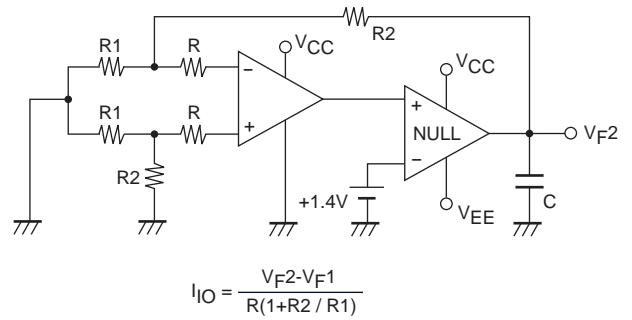 R2
R1
R
VCC
VCC
R1
R
NULL
VF2
R2
+1.4V
VEE
C
IIO = VF2-VF1
R(1+R2 / R1)